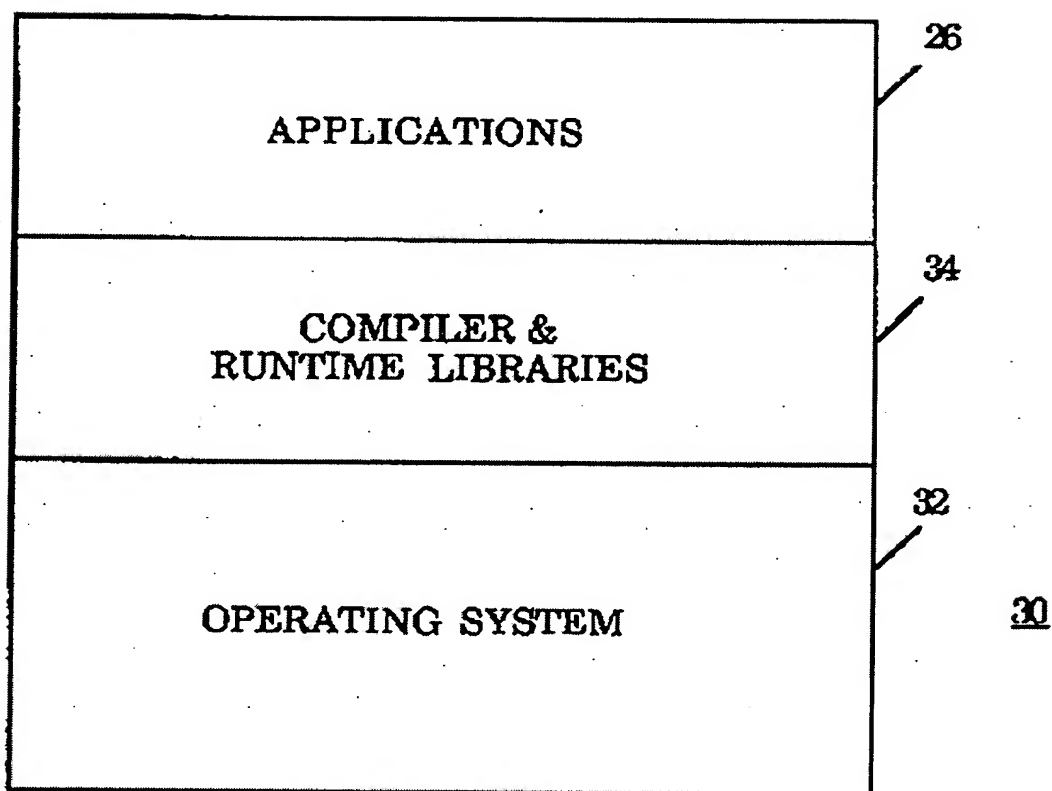 26
APPLICATIONS
34
COMPILER &
RUNTIME LIBRARIES
32
OPERATING SYSTEM
30